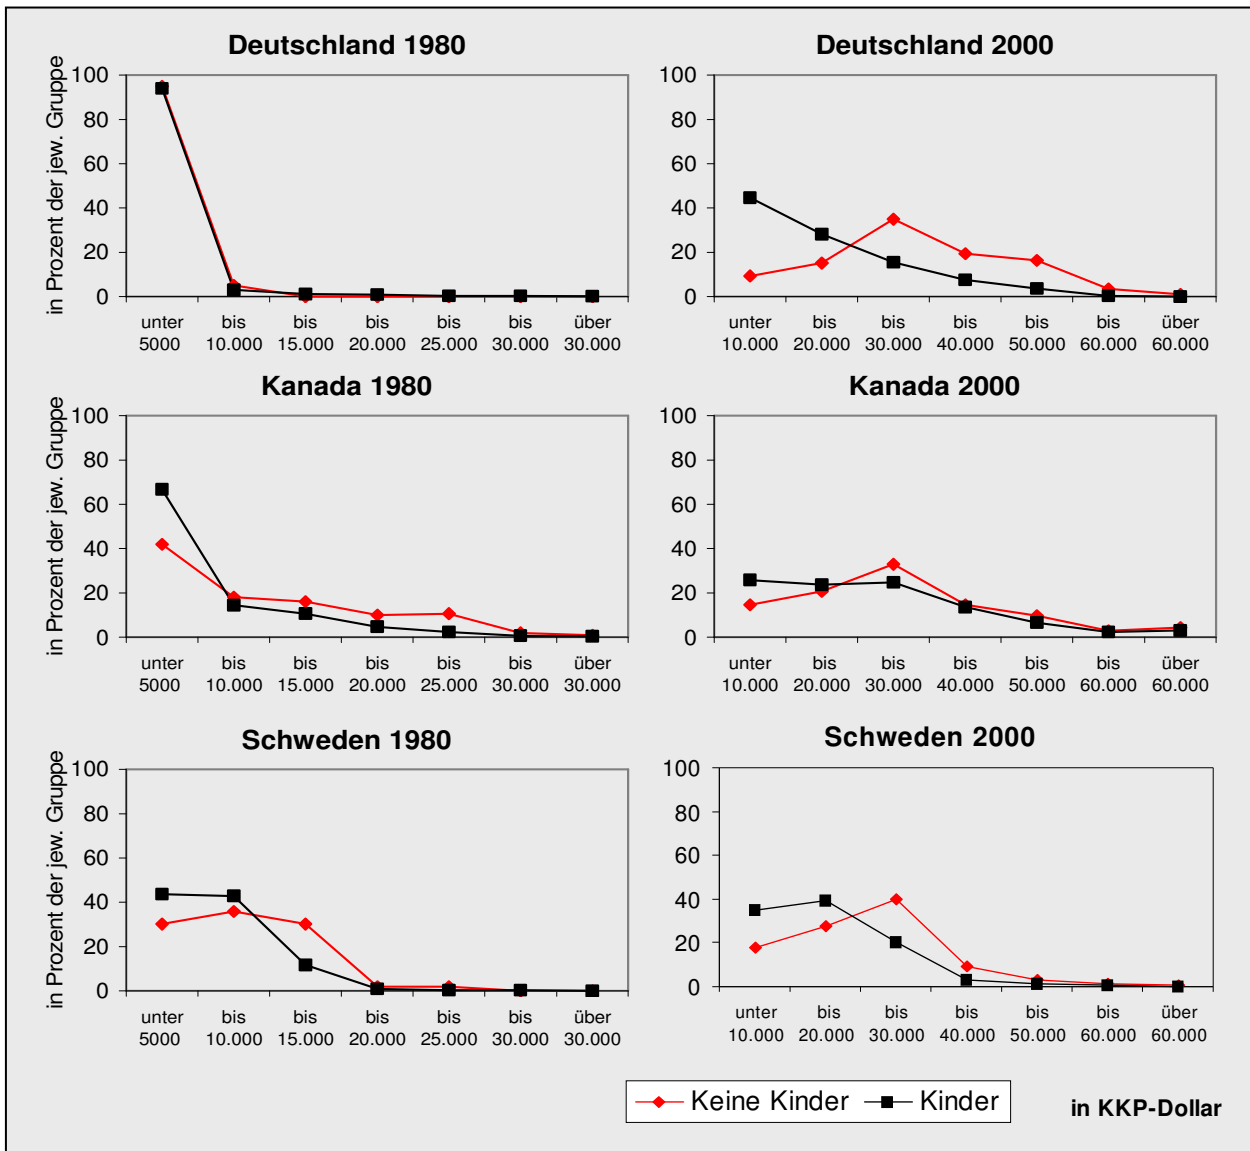 Deutschland 1980
in Prozent der jew. Gruppe
100
80
60
40
20
0
unter bis bis bis bis bis über
5000 10.000 15.000 20.000 25.000 30.000 30.000
Deutschland 2000
100
80
60
40
20
0
unter bis bis bis bis bis über
10.000 20.000 30.000 40.000 50.000 60.000 60.000
Kanada 1980
in Prozent der jew. Gruppe
100
80
60
40
20
0
unter bis bis bis bis bis über
5000 10.000 15.000 20.000 25.000 30.000 30.000
Kanada 2000
100
80
60
40
20
0
unter bis bis bis bis bis über
10.000 20.000 30.000 40.000 50.000 60.000 60.000
Schweden 1980
in Prozent der jew. Gruppe
100
80
60
40
20
0
unter bis bis bis bis bis über
5000 10.000 15.000 20.000 25.000 30.000 30.000
Schweden 2000
100
80
60
40
20
0
unter bis bis bis bis bis über
10.000 20.000 30.000 40.000 50.000 60.000 60.000
Keine Kinder Kinder
in KKP-Dollar